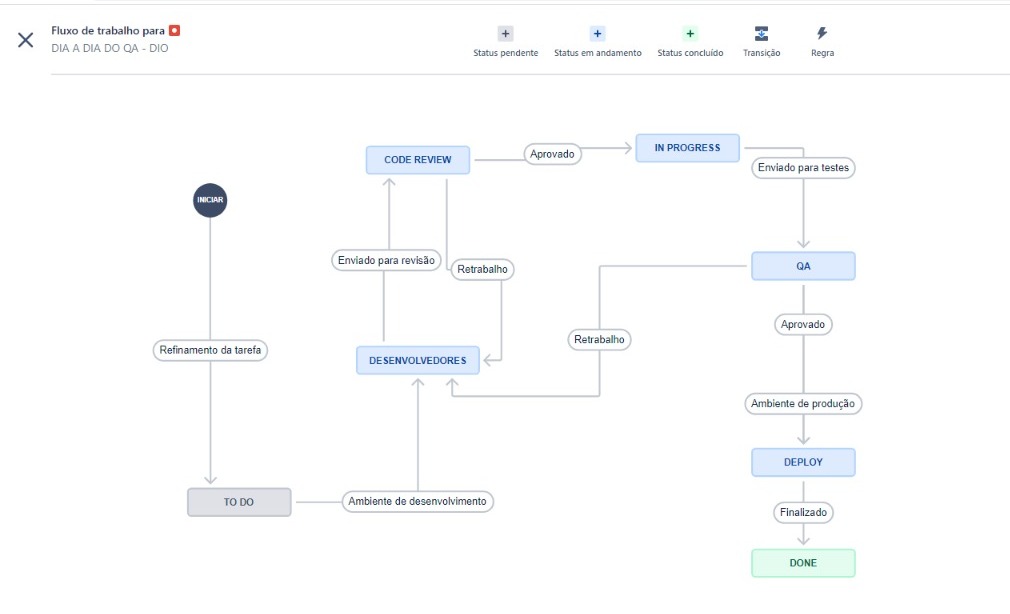 Fluxo de trabalho para
DIA A DIA DO QA - DIO
Status pendente
Status em andamento
Status concluído
Transição
Regra
CODE REVIEW
Aprovado
IN PROGRESS
Enviado para testes
INICIAR
Enviado para revisão
Retrabalho
QA
Aprovado
Retrabalho
Refinamento da tarefa
DESENVOLVEDORES
Ambiente de produção
DEPLOY
TO DO
Ambiente de desenvolvimento
Finalizado
DONE